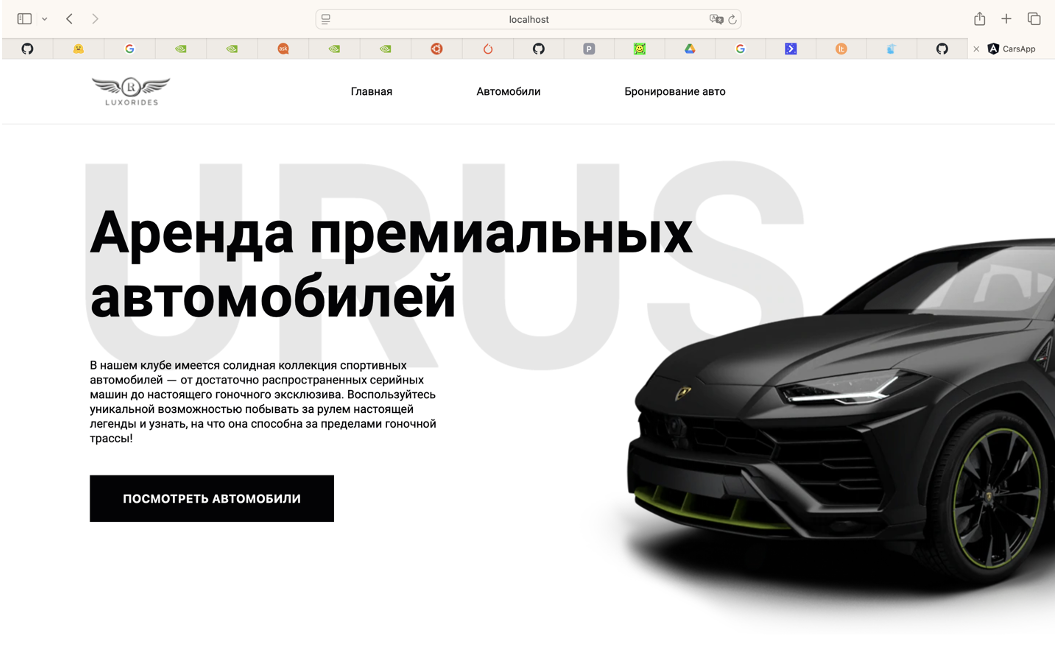 localhost
CarsApp
LUXORIDES
Главная
Автомобили
Бронирование авто
URUS
Аренда премиальных
автомобилей
В нашем клубе имеется солидная коллекция спортивных
автомобилей — от достаточно распространенных серийных
машин до настоящего гоночного эксклюзива. Воспользуйтесь
уникальной возможностью побывать за рулем настоящей
легенды и узнать, на что она способна за пределами гоночной
трассы!
ПОСМОТРЕТЬ АВТОМОБИЛИ